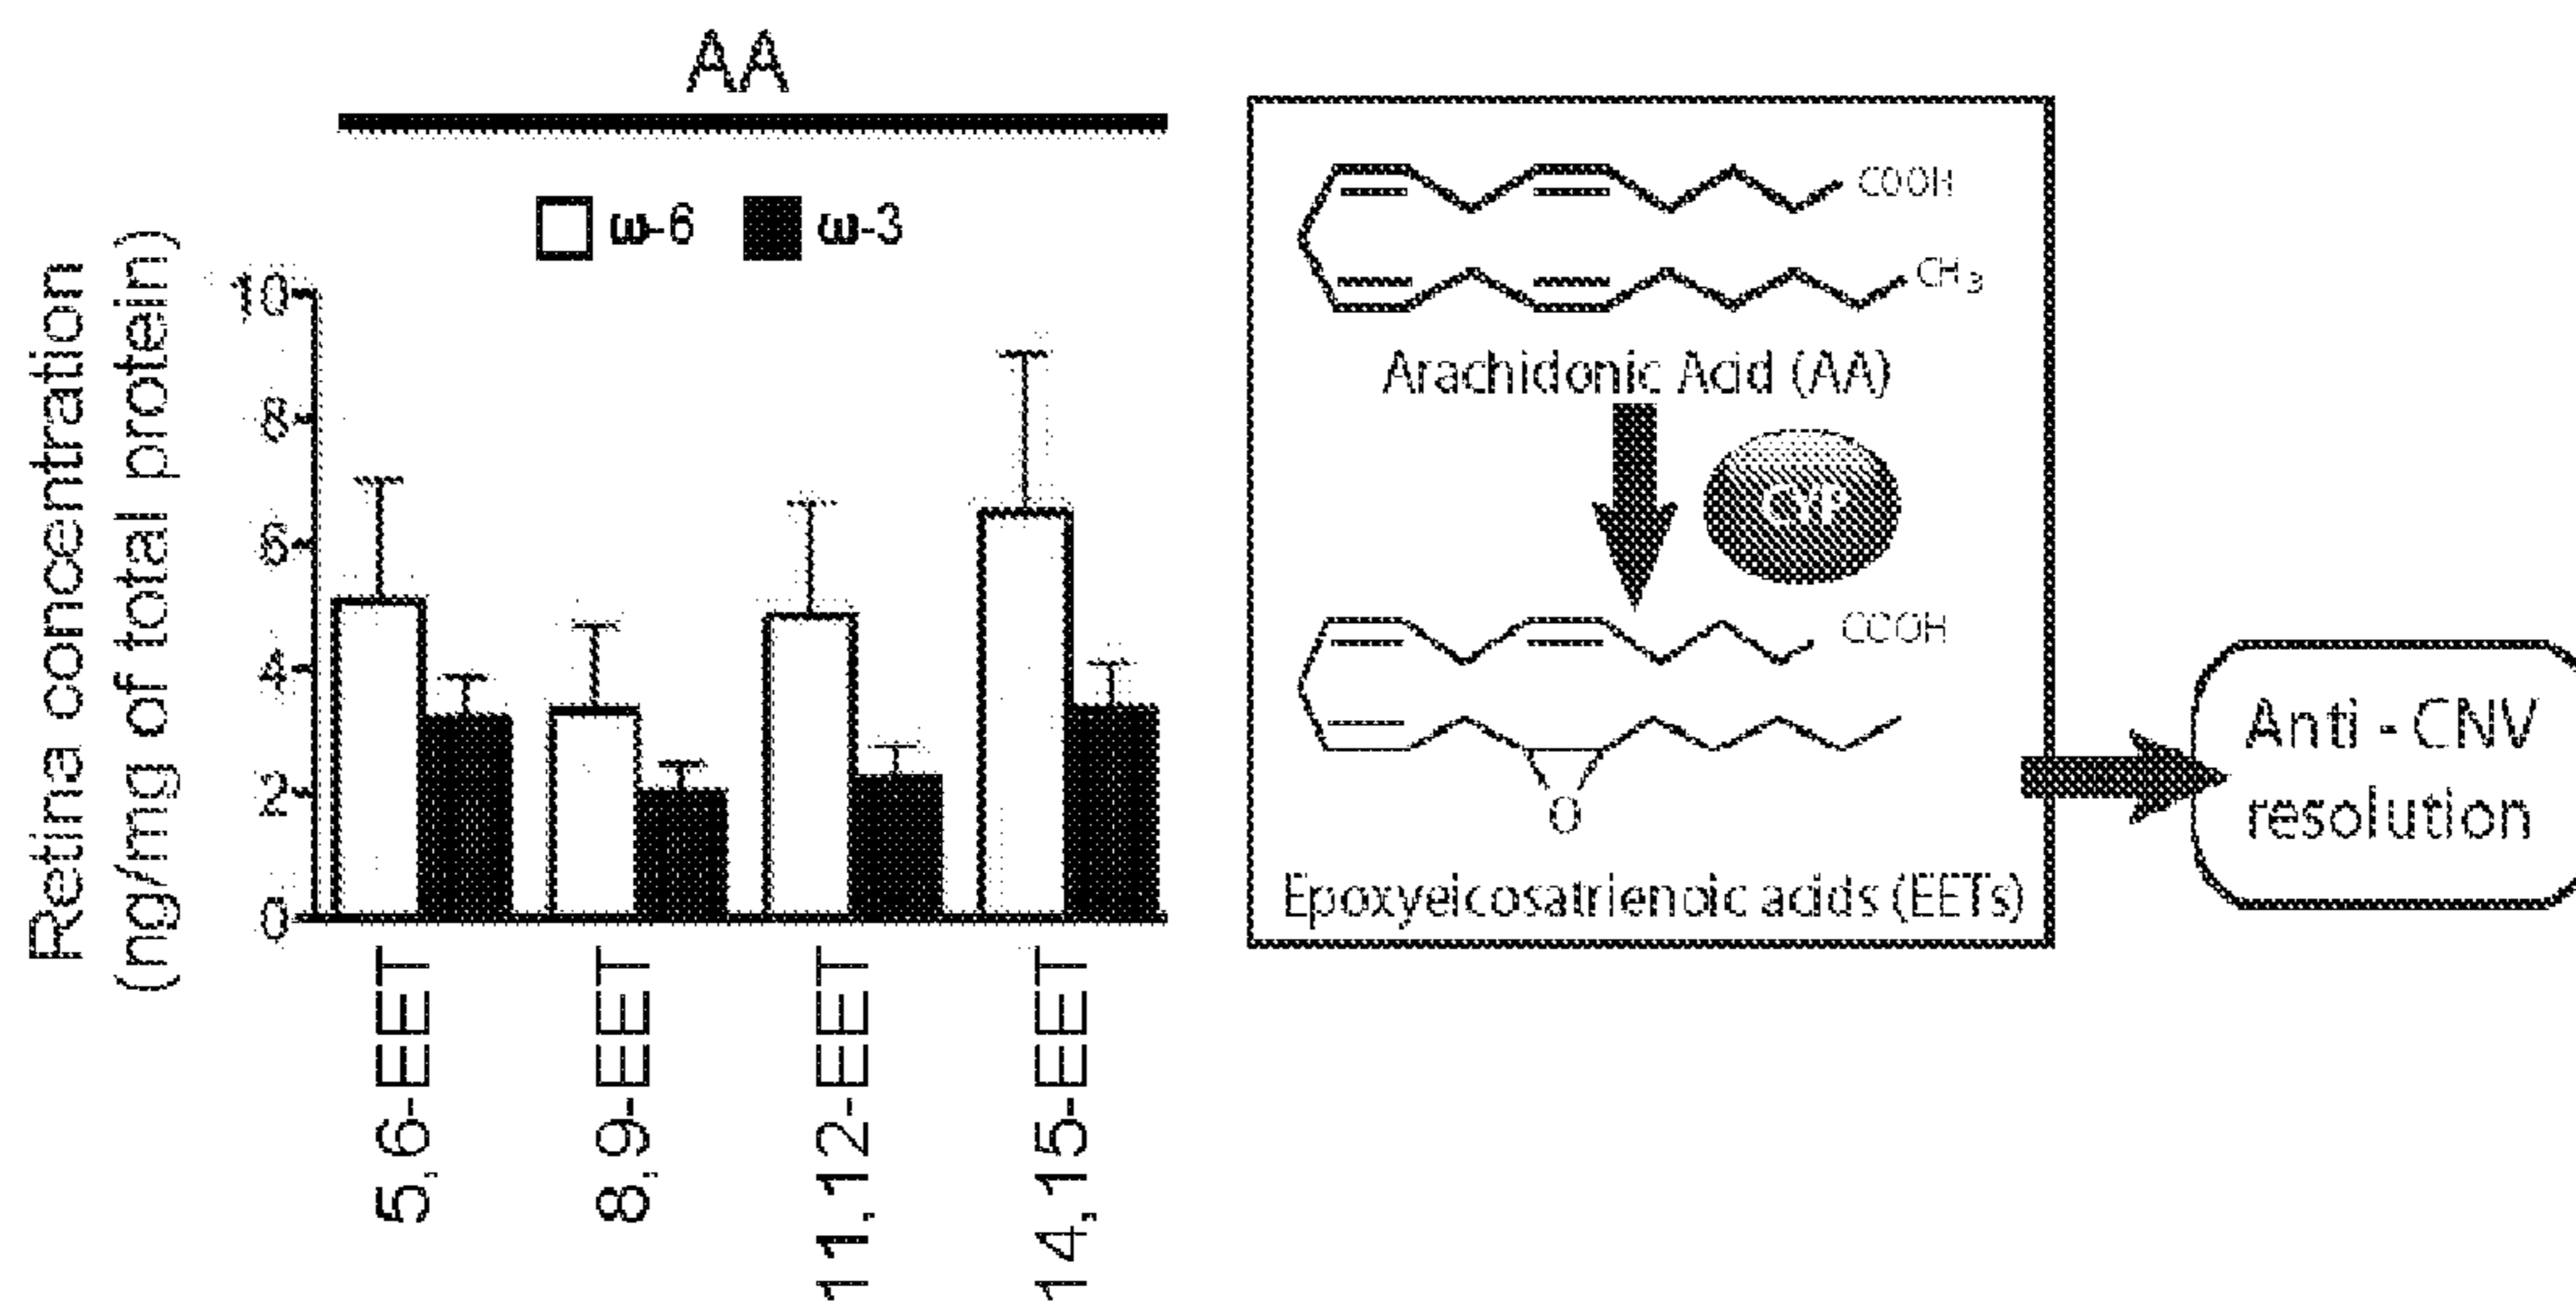 AA
ω-6
ω-3
Retina concentration
(ng/mg of total protein)
10
8
6
4
2
0
5,6-EET
8,9-EET
11,12-EET
14,15-EET
COOH
CH3
Arachidonic Acid (AA)
CYP
COOH
O
Epoxyeicosatrienoic acids (EETs)
Anti - CNV
resolution